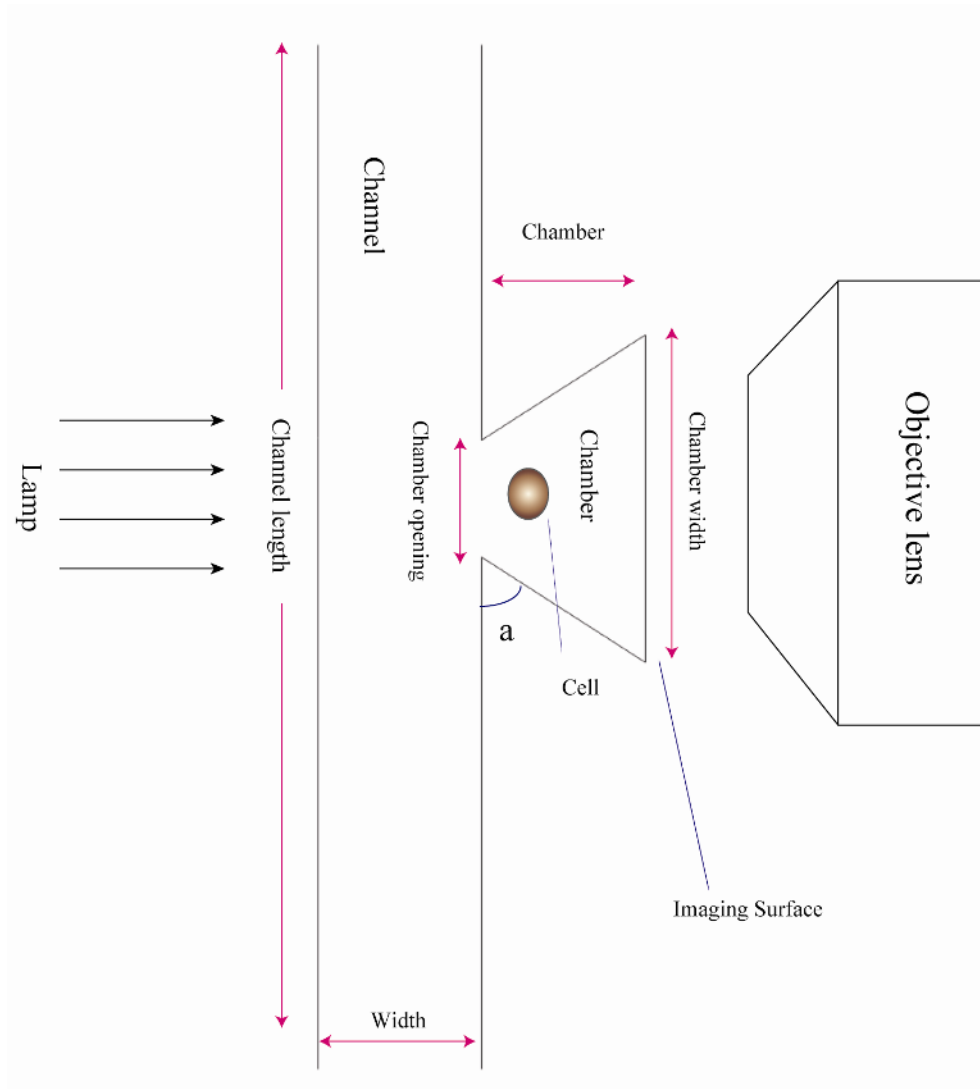 Channel
Chamber
Lamp
Channel length
Chamber opening
Chamber
Chamber width
Objective lens
a
Cell
Imaging Surface
Width